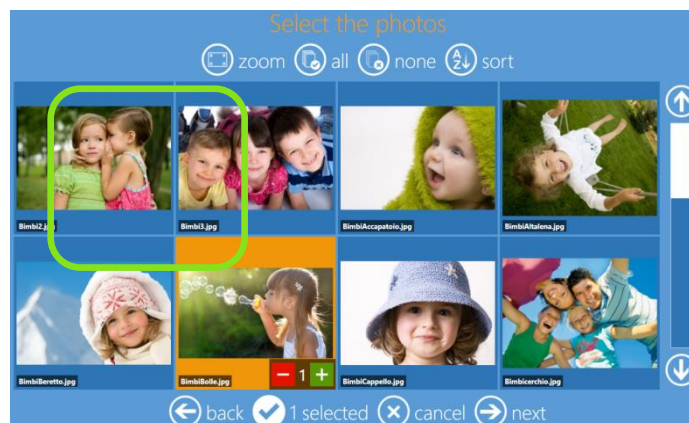 Select the photos
zoom all none A Z sort
Bimbi2.jpg Bimbi3.jpg BimbiAccapatoio.jpg BimbiAltalena.jpg
BimbiBeretto.jpg BimbiBolle.jpg 1 BimbiCappello.jpg Bimbicerchio.jpg
back 1 selected cancel next